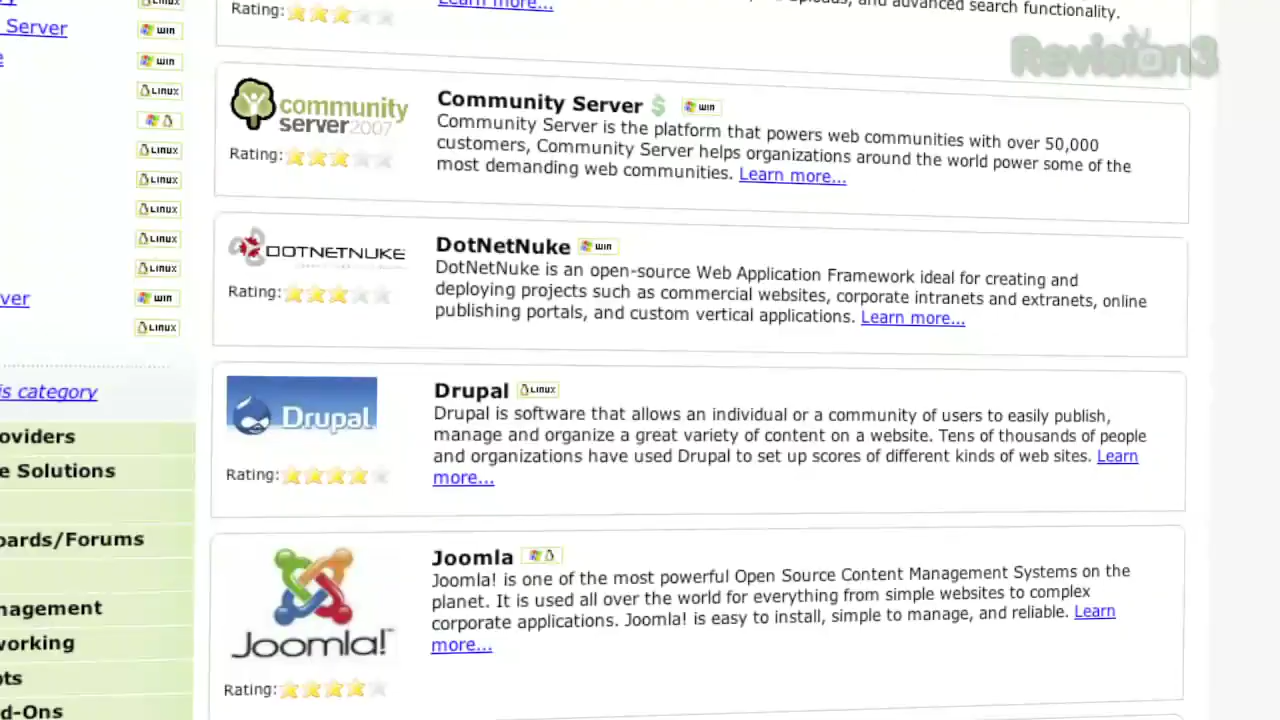 Rating:
Learn more...
uploads, and advanced search functionality.
Revision3
Server
WIN
WIN
LINUX
LINUX
LINUX
LINUX
LINUX
LINUX
ver
WIN
LINUX
is category
oviders
e Solutions
oards/Forums
nagement
working
pts
d-Ons
community
server 2007
Rating:
Community Server $ WIN
Community Server is the platform that powers web communities with over 50,000
customers, Community Server helps organizations around the world power some of the
most demanding web communities. Learn more...
DOTNETNUKE
Rating:
DotNetNuke WIN
DotNetNuke is an open-source Web Application Framework ideal for creating and
deploying projects such as commercial websites, corporate intranets and extranets, online
publishing portals, and custom vertical applications. Learn more...
Drupal
Rating:
Drupal LINUX
Drupal is software that allows an individual or a community of users to easily publish,
manage and organize a great variety of content on a website. Tens of thousands of people
and organizations have used Drupal to set up scores of different kinds of web sites. Learn
more...
Joomla!
Rating:
Joomla
Joomla! is one of the most powerful Open Source Content Management Systems on the
planet. It is used all over the world for everything from simple websites to complex
corporate applications. Joomla! is easy to install, simple to manage, and reliable. Learn
more...